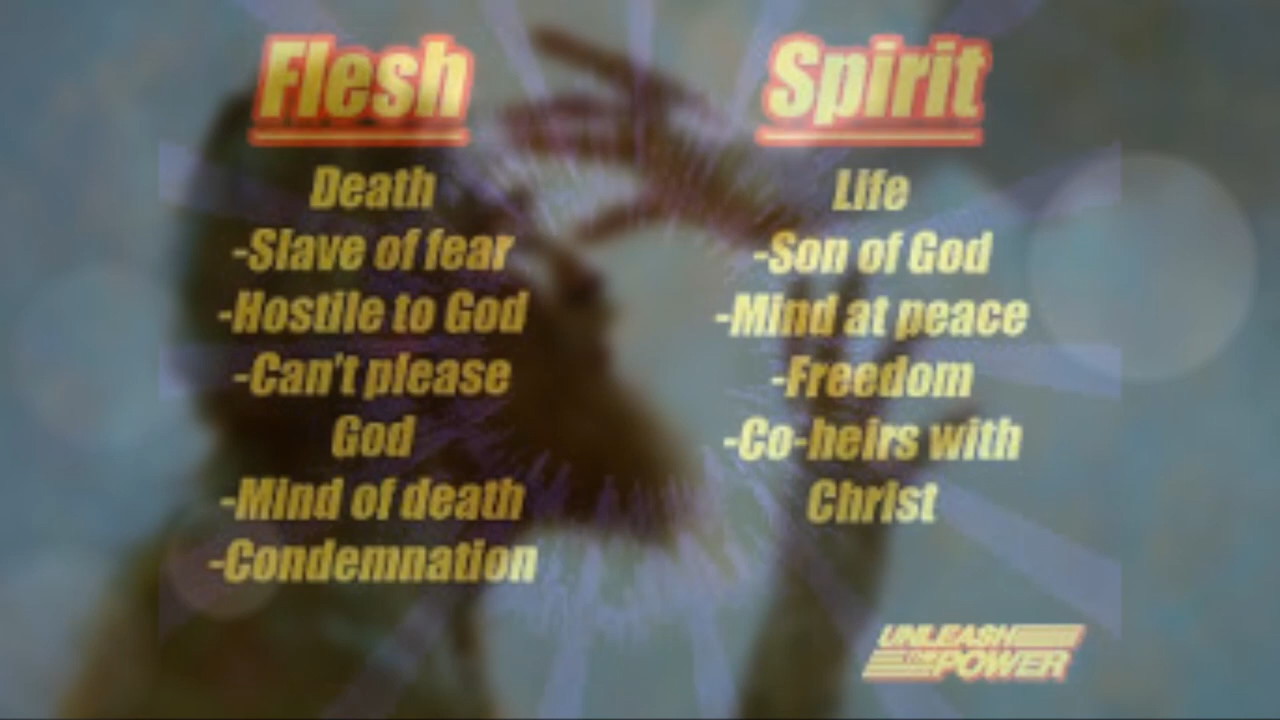 Flesh
Death
-Slave of fear
-Hostile to God
-Can't please
God
-Mind of death
-Condemnation
Spirit
Life
-Son of God
-Mind at peace
-Freedom
-Co-heirs with
Christ
UNLEASH
THE POWER